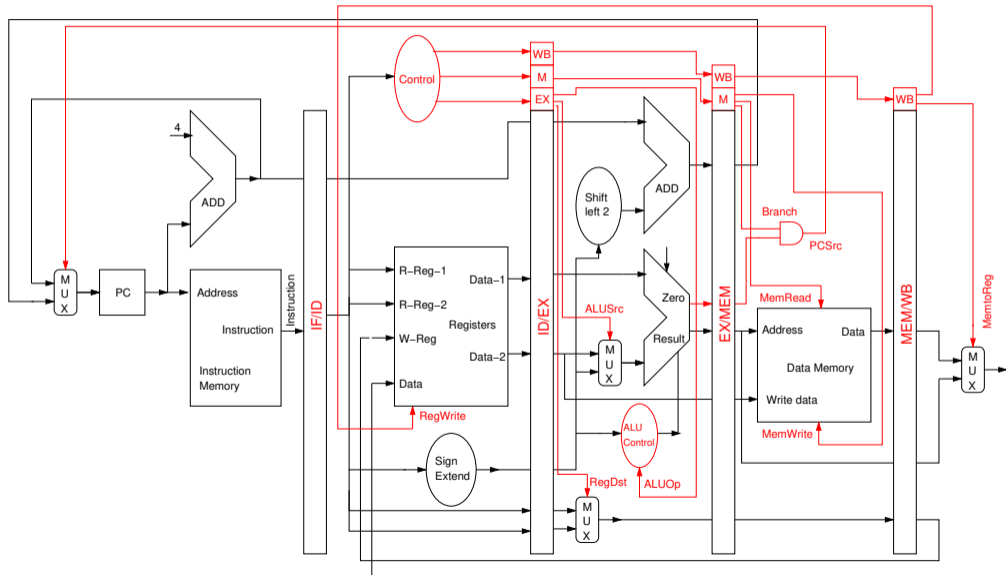 WB
Control
M
WB
EX
M
WB
4
ADD
ADD
Shift
left 2
Branch
PCSrc
M
U
X
PC
Address
Instruction
Instruction
Memory
Instruction
IF/ID
R-Reg-1
R-Reg-2
W-Reg
Data
Data-1
Registers
Data-2
RegWrite
ID/EX
ALUSrc
M
U
X
Zero
Result
EX/MEM
MemRead
Address
Data
Data Memory
Write data
MemWrite
MEM/WB
MemtoReg
M
U
X
Sign
Extend
ALU
Control
RegDst
ALUOp
M
U
X